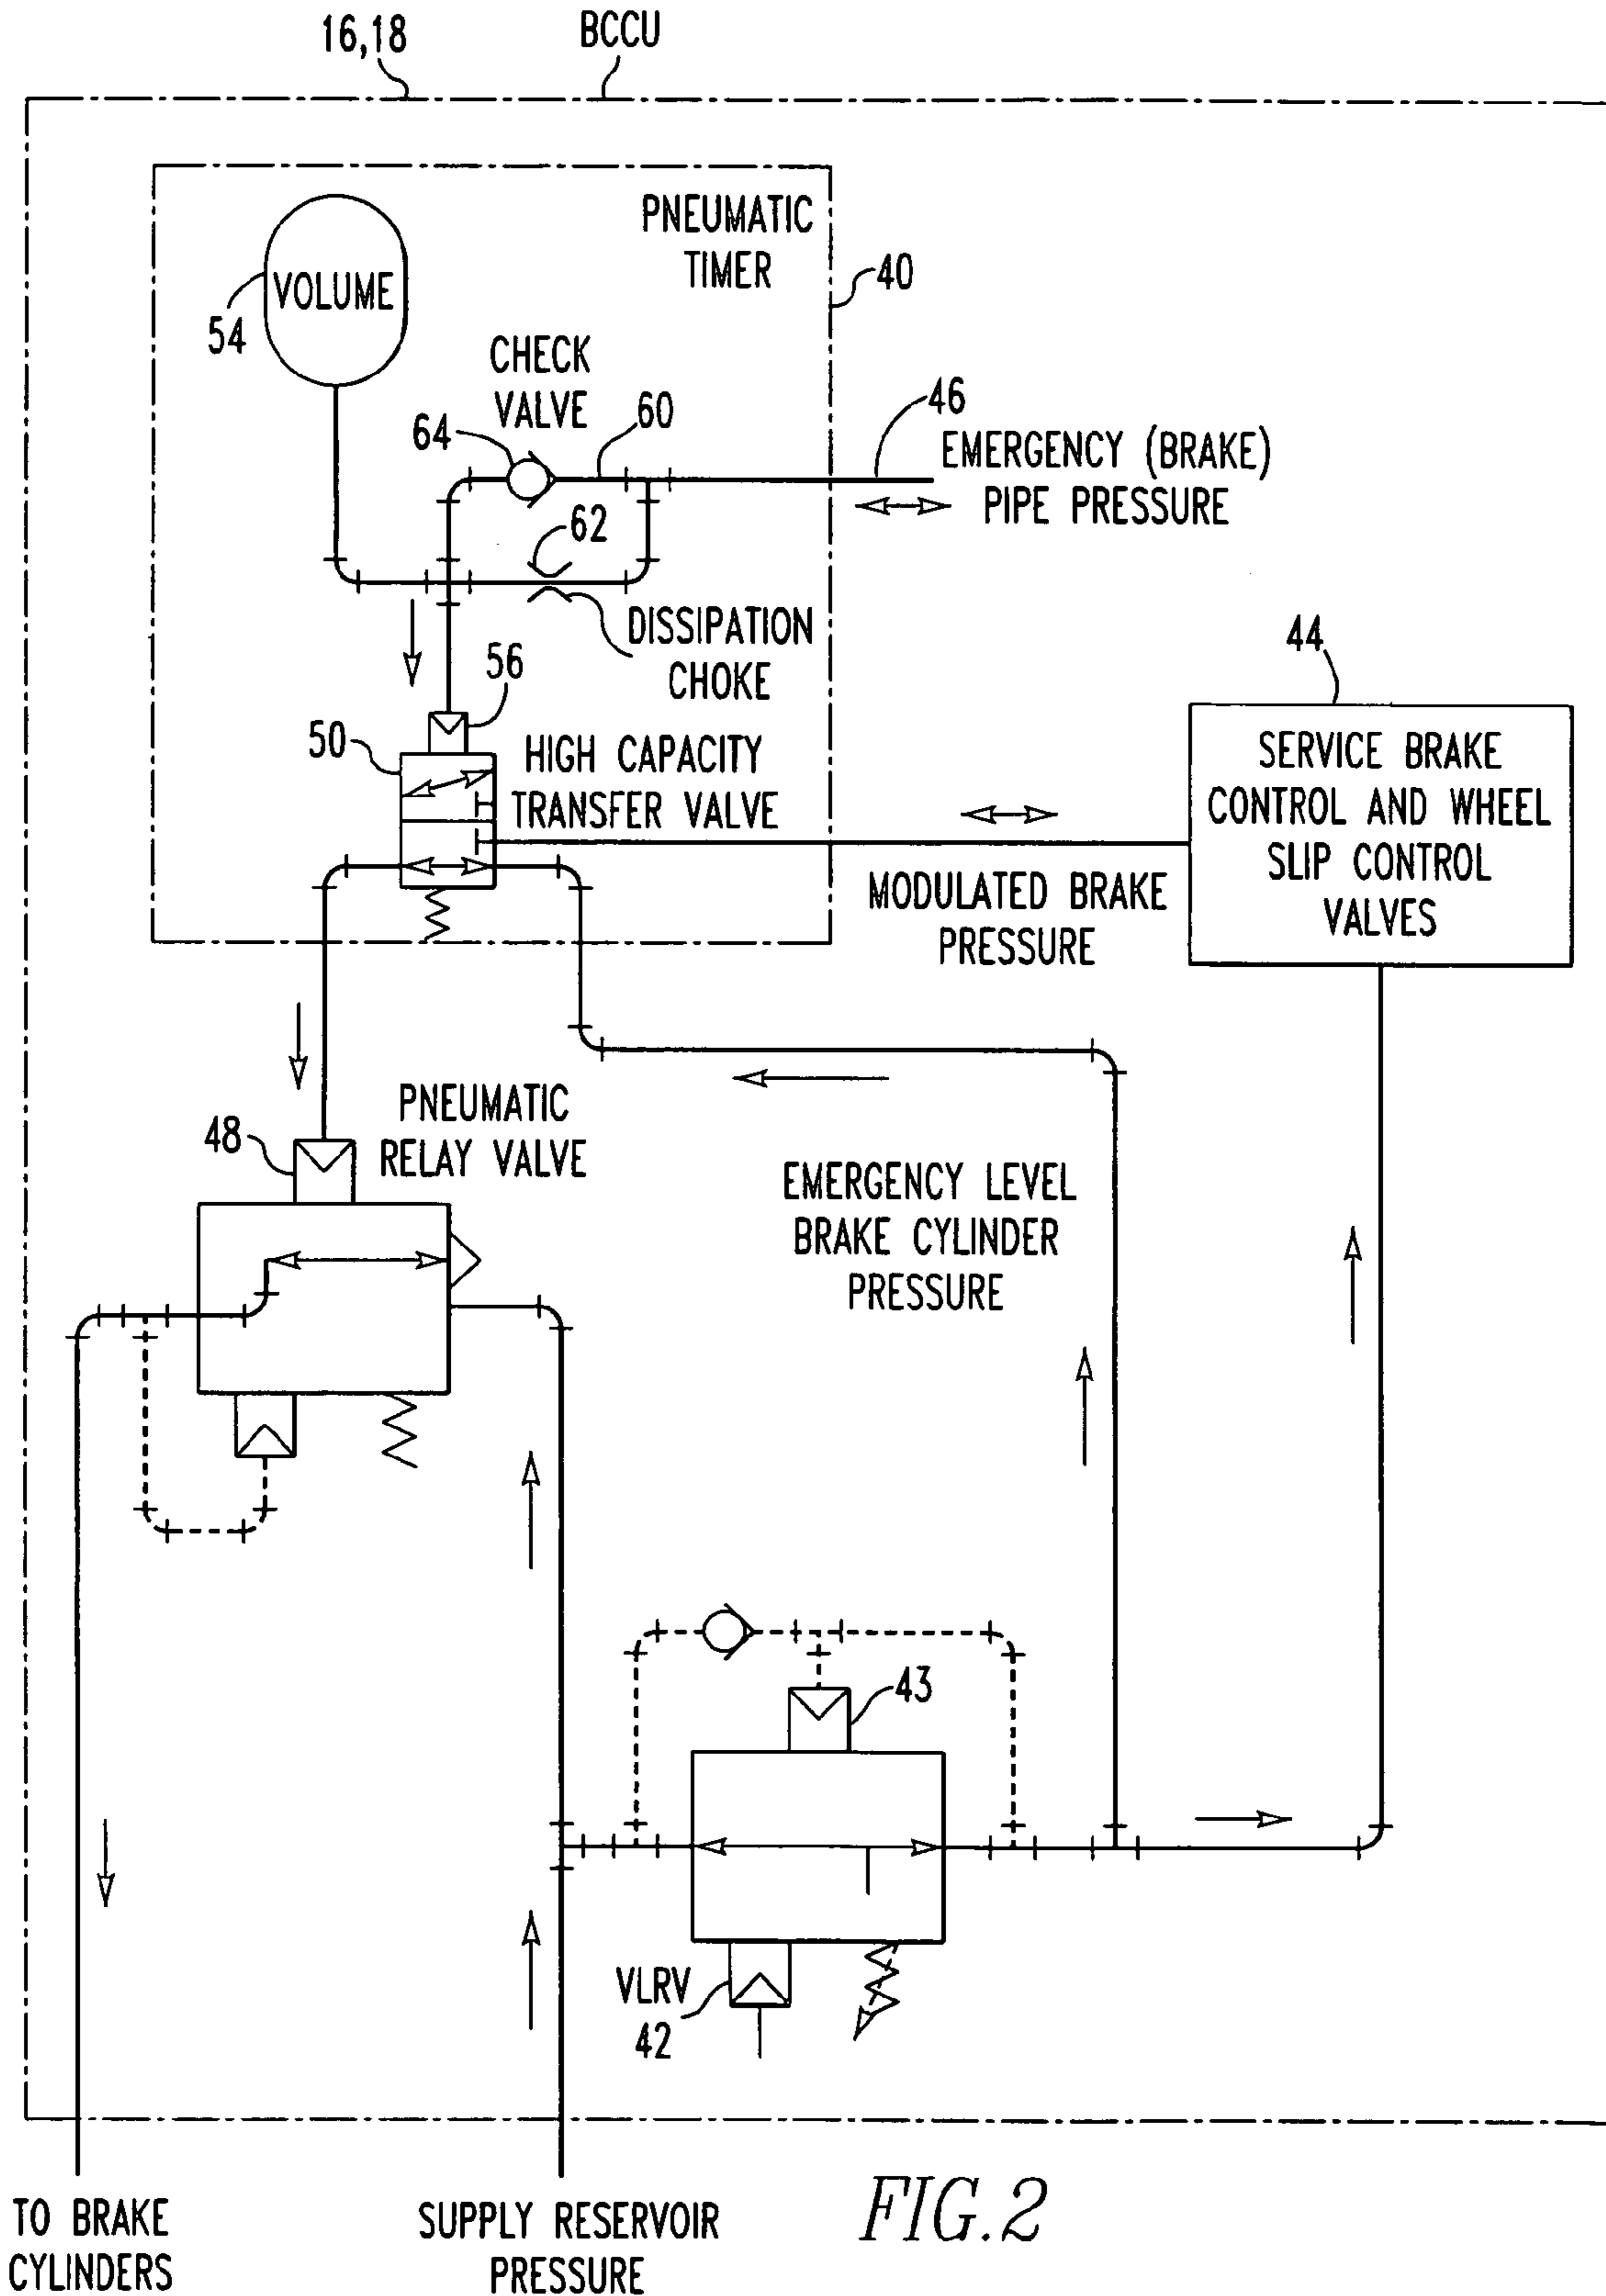 16,18
BCCU
PNEUMATIC
TIMER
40
VOLUME
54
CHECK
VALVE
64
60
46
EMERGENCY (BRAKE)
PIPE PRESSURE
62
DISSIPATION
CHOKE
56
50
HIGH CAPACITY
TRANSFER VALVE
44
SERVICE BRAKE
CONTROL AND WHEEL
SLIP CONTROL
VALVES
MODULATED BRAKE
PRESSURE
PNEUMATIC
RELAY VALVE
48
EMERGENCY LEVEL
BRAKE CYLINDER
PRESSURE
43
VLRV
42
TO BRAKE
CYLINDERS
SUPPLY RESERVOIR
PRESSURE
FIG.2